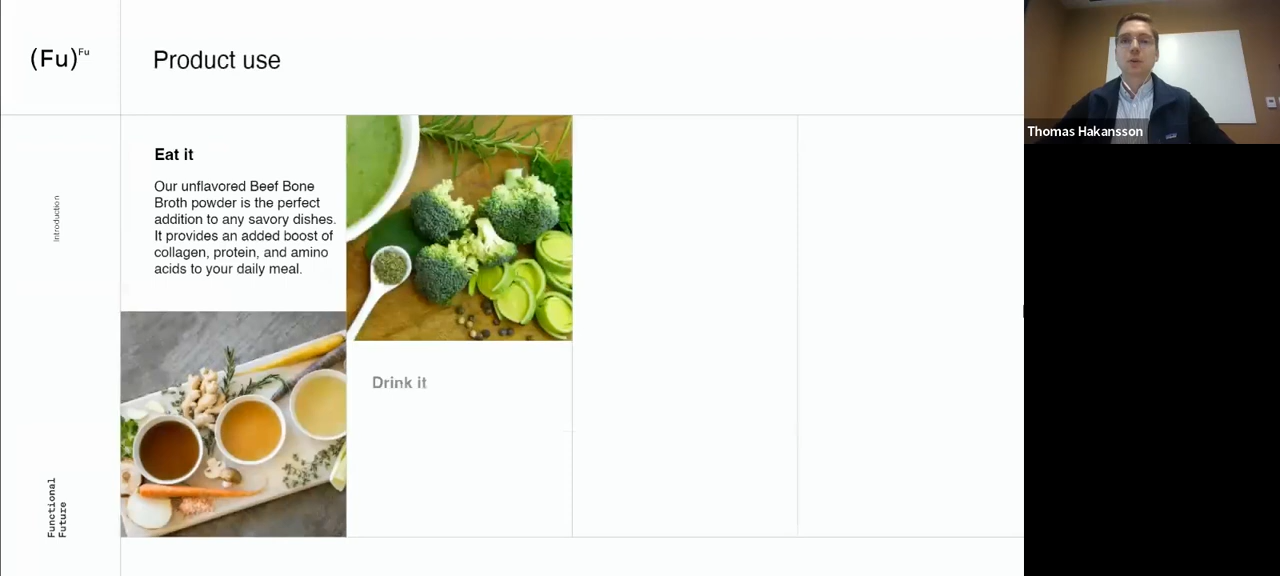 (Fu)Fu
Product use
Thomas Hakansson
Introduction
Eat it
Our unflavored Beef Bone
Broth powder is the perfect
addition to any savory dishes.
It provides an added boost of
collagen, protein, and amino
acids to your daily meal.
Drink it
Functional
Future